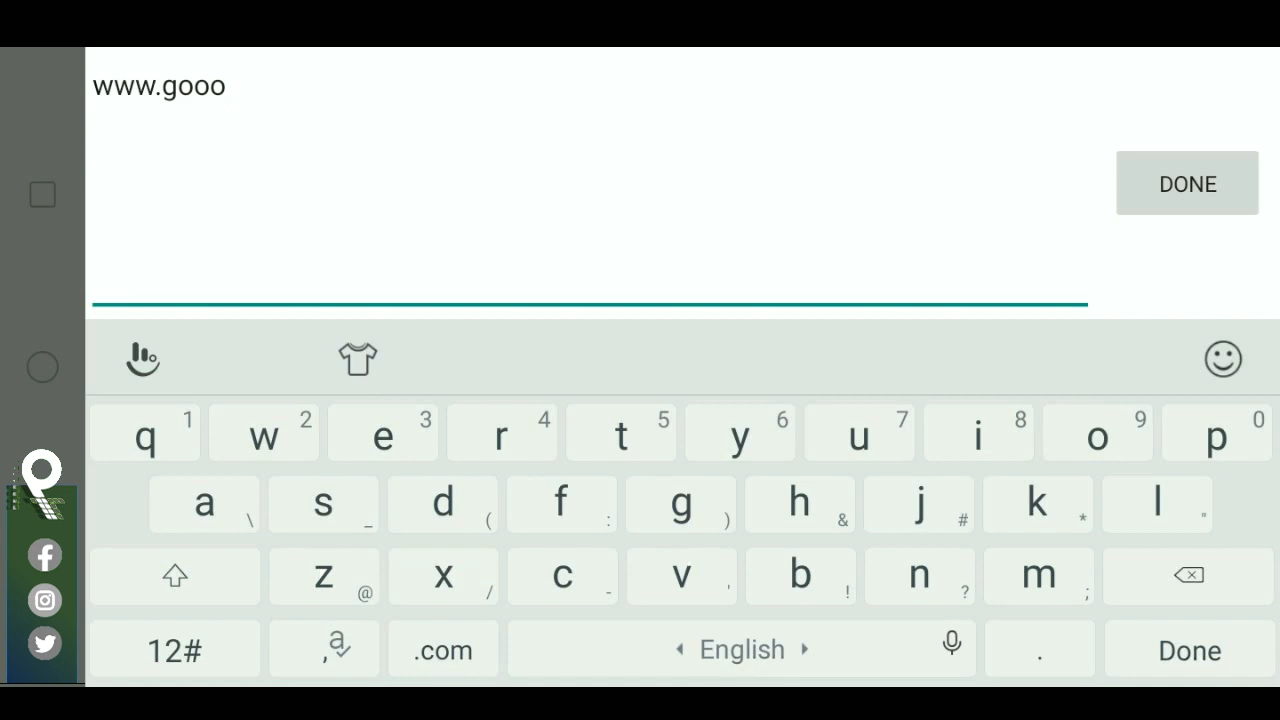 www.gooo
DONE
q 1 w 2 e 3 r 4 t 5 y 6 u 7 i 8 o 9 p 0
a \ s _ d ( f : g ) h & j # k * l "
z @ x / c - v ' b ! n ? m ;
12# , a .com English . Done